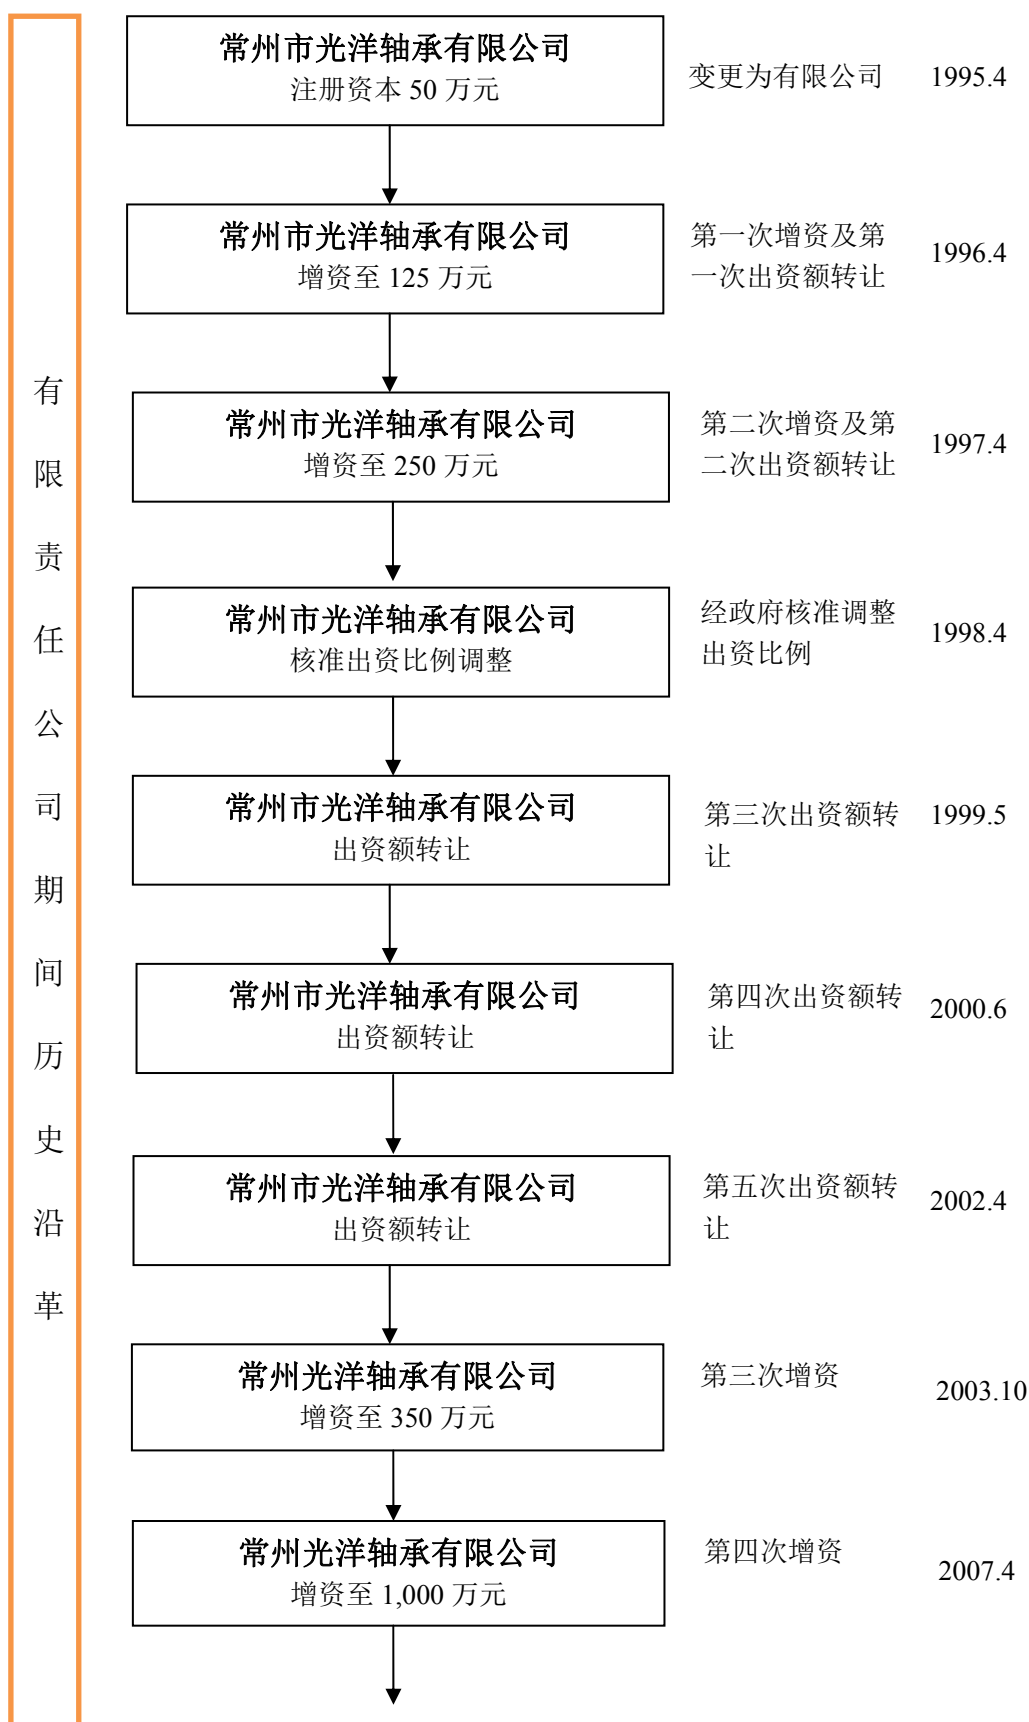 常州市光洋轴承有限公司
注册资本 50 万元
变更为有限公司
1995.4
常州市光洋轴承有限公司
增资至 125 万元
第一次增资及第
一次出资额转让
1996.4
常州市光洋轴承有限公司
增资至 250 万元
第二次增资及第
二次出资额转让
1997.4
常州市光洋轴承有限公司
核准出资比例调整
经政府核准调整
出资比例
1998.4
常州市光洋轴承有限公司
出资额转让
第三次出资额转
让
1999.5
常州市光洋轴承有限公司
出资额转让
第四次出资额转
让
2000.6
常州市光洋轴承有限公司
出资额转让
第五次出资额转
让
2002.4
常州光洋轴承有限公司
增资至 350 万元
第三次增资
2003.10
常州光洋轴承有限公司
增资至 1,000 万元
第四次增资
2007.4
有限责任公司期间历史沿革